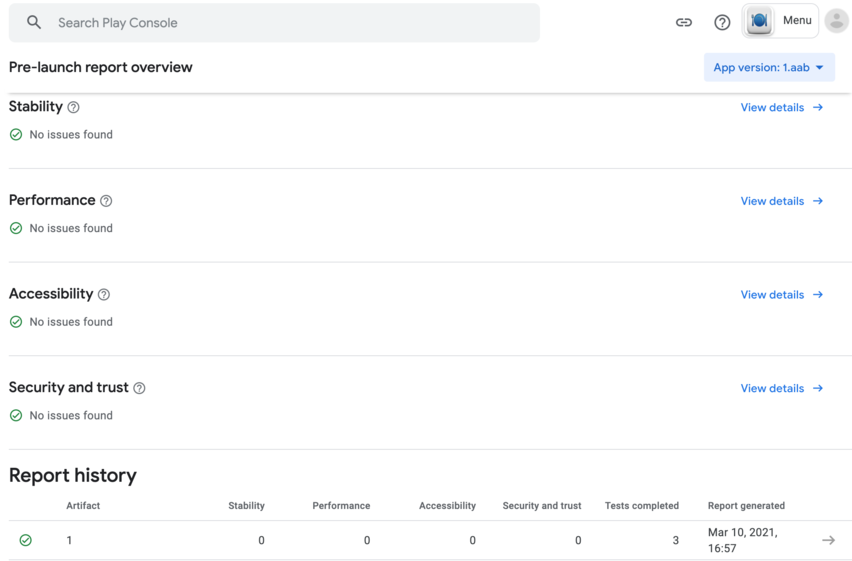 Search Play Console
Menu
Pre-launch report overview
App version: 1.aab
Stability
View details
No issues found
Performance
View details
No issues found
Accessibility
View details
No issues found
Security and trust
View details
No issues found
Report history
Artifact Stability Performance Accessibility Security and trust Tests completed Report generated
1 0 0 0 0 3 Mar 10, 2021,
16:57